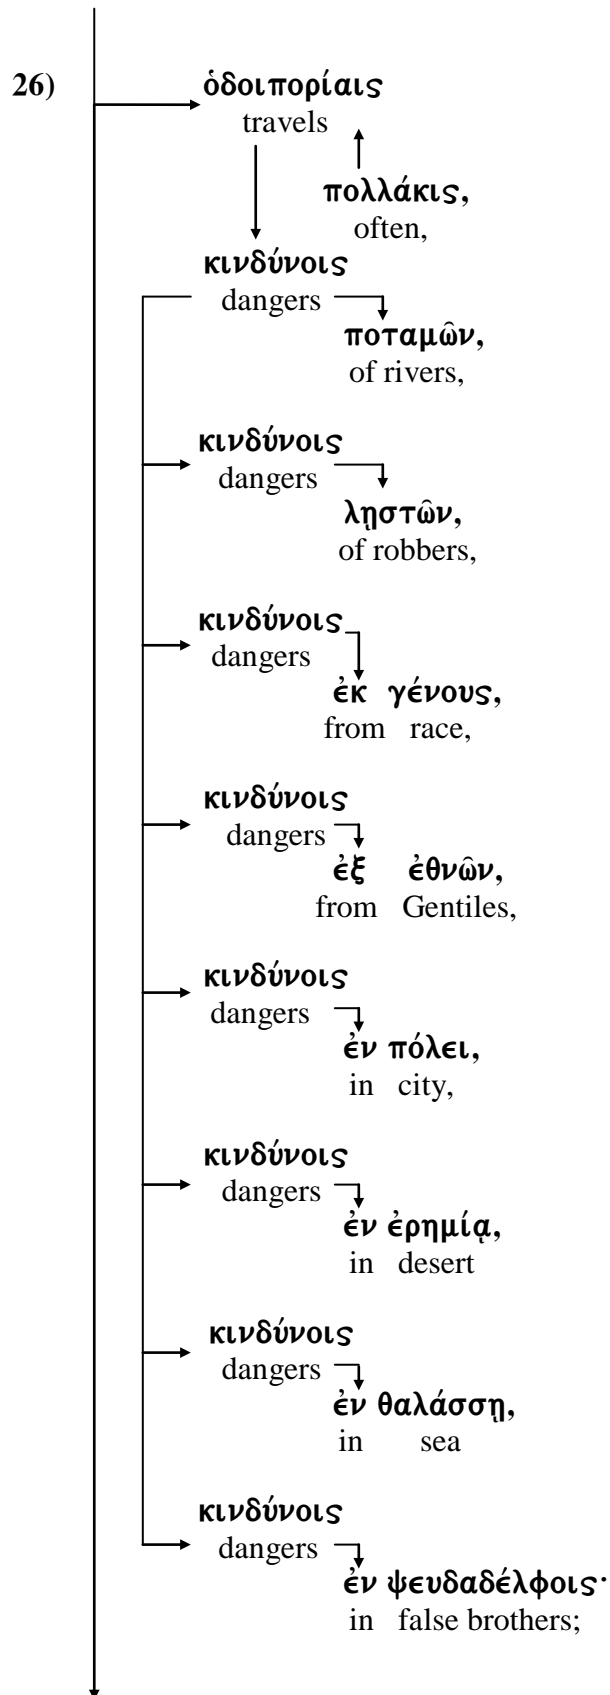 26) ὁδοιπορίαις
travels
πολλάκις,
often,
κινδύνοις
dangers
ποταμῶν,
of rivers,
κινδύνοις
dangers
λῃστῶν,
of robbers,
κινδύνοις
dangers
ἐκ γένους,
from race,
κινδύνοις
dangers
ἐξ ἐθνῶν,
from Gentiles,
κινδύνοις
dangers
ἐν πόλει,
in city,
κινδύνοις
dangers
ἐν ἐρημίᾳ,
in desert
κινδύνοις
dangers
ἐν θαλάσσῃ,
in sea
κινδύνοις
dangers
ἐν ψευδαδέλφοις·
in false brothers;